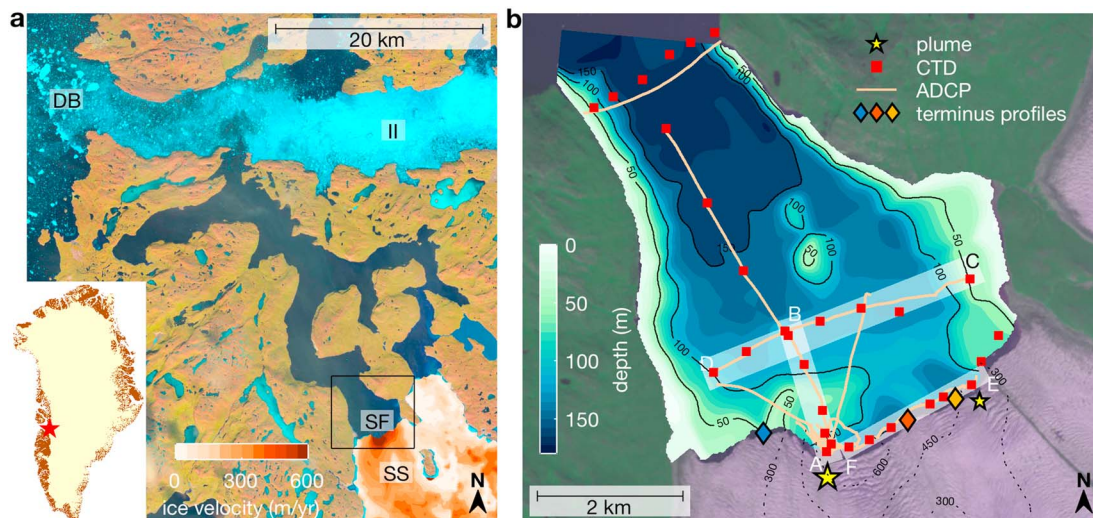 a
20 km
DB
II
SF
SS
0 300 600
ice velocity (m/yr)
N
b
plume
CTD
ADCP
terminus profiles
150
100
50
50
100
150
100
50
50
100
C
B
D
100
50
E
A F
300
300
450
600
300
0
50
100
150
depth (m)
2 km
N